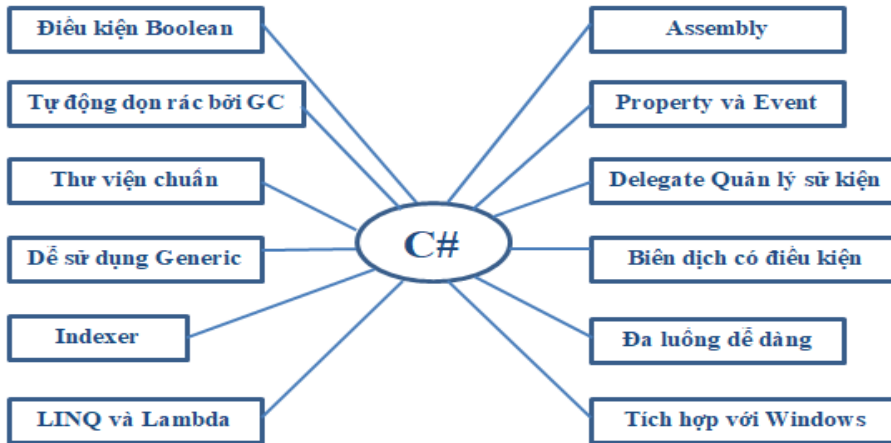 Điều kiện Boolean
Tự động dọn rác bởi GC
Thư viện chuẩn
Dễ sử dụng Generic
Indexer
LINQ và Lambda
C#
Assembly
Property và Event
Delegate Quản lý sử kiện
Biên dịch có điều kiện
Đa luồng dễ dàng
Tích hợp với Windows